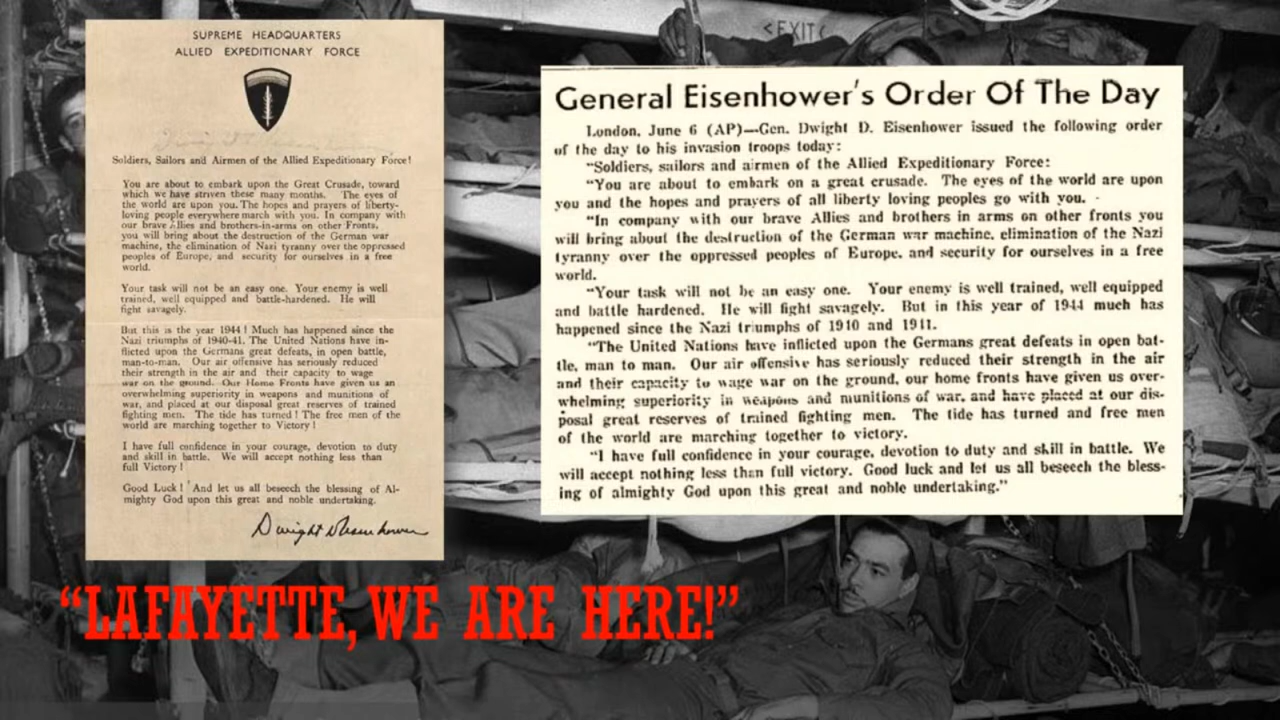 <EXIT
SUPREME HEADQUARTERS
ALLIED EXPEDITIONARY FORCE
Soldiers, Sailors and Airmen of the Allied Expeditionary Force!
You are about to embark upon the Great Crusade, toward
which we have striven these many months. The eyes of
the world are upon you. The hopes and prayers of liberty-
loving people everywhere march with you. In company with
our brave Allies and brothers-in-arms on other Fronts,
you will bring about the destruction of the German war
machine, the elimination of Nazi tyranny over the oppressed
peoples of Europe, and security for ourselves in a free
world.
Your task will not be an easy one. Your enemy is well
trained, well equipped and battle-hardened. He will
fight savagely.
But this is the year 1944! Much has happened since the
Nazi triumphs of 1940-41. The United Nations have in-
flicted upon the Germans great defeats, in open battle,
man-to-man. Our air offensive has seriously reduced
their strength in the air and their capacity to wage
war on the ground. Our Home Fronts have given us an
overwhelming superiority in weapons and munitions of
war, and placed at our disposal great reserves of trained
fighting men. The tide has turned! The free men of the
world are marching together to Victory!
I have full confidence in your courage, devotion to duty
and skill in battle. We will accept nothing less than
full Victory!
Good Luck! And let us all beseech the blessing of Al-
mighty God upon this great and noble undertaking.
Dwight D Eisenhower
General Eisenhower's Order Of The Day
London, June 6 (AP)—Gen. Dwight D. Eisenhower issued the following order
of the day to his invasion troops today:
"Soldiers, sailors and airmen of the Allied Expeditionary Force:
"You are about to embark on a great crusade. The eyes of the world are upon
you and the hopes and prayers of all liberty loving peoples go with you.
"In company with our brave Allies and brothers in arms on other fronts you
will bring about the destruction of the German war machine, elimination of the Nazi
tyranny over the oppressed peoples of Europe, and security for ourselves in a free
world.
"Your task will not be an easy one. Your enemy is well trained, well equipped
and battle hardened. He will fight savagely. But in this year of 1944 much has
happened since the Nazi triumphs of 1940 and 1941.
"The United Nations have inflicted upon the Germans great defeats in open bat-
tle, man to man. Our air offensive has seriously reduced their strength in the air
and their capacity to wage war on the ground, our home fronts have given us over-
whelming superiority in weapons and munitions of war, and have placed at our dis-
posal great reserves of trained fighting men. The tide has turned and free men
of the world are marching together to victory.
"I have full confidence in your courage, devotion to duty and skill in battle. We
will accept nothing less than full victory. Good luck and let us all beseech the bless-
ing of almighty God upon this great and noble undertaking."
“LAFAYETTE, WE ARE HERE!”